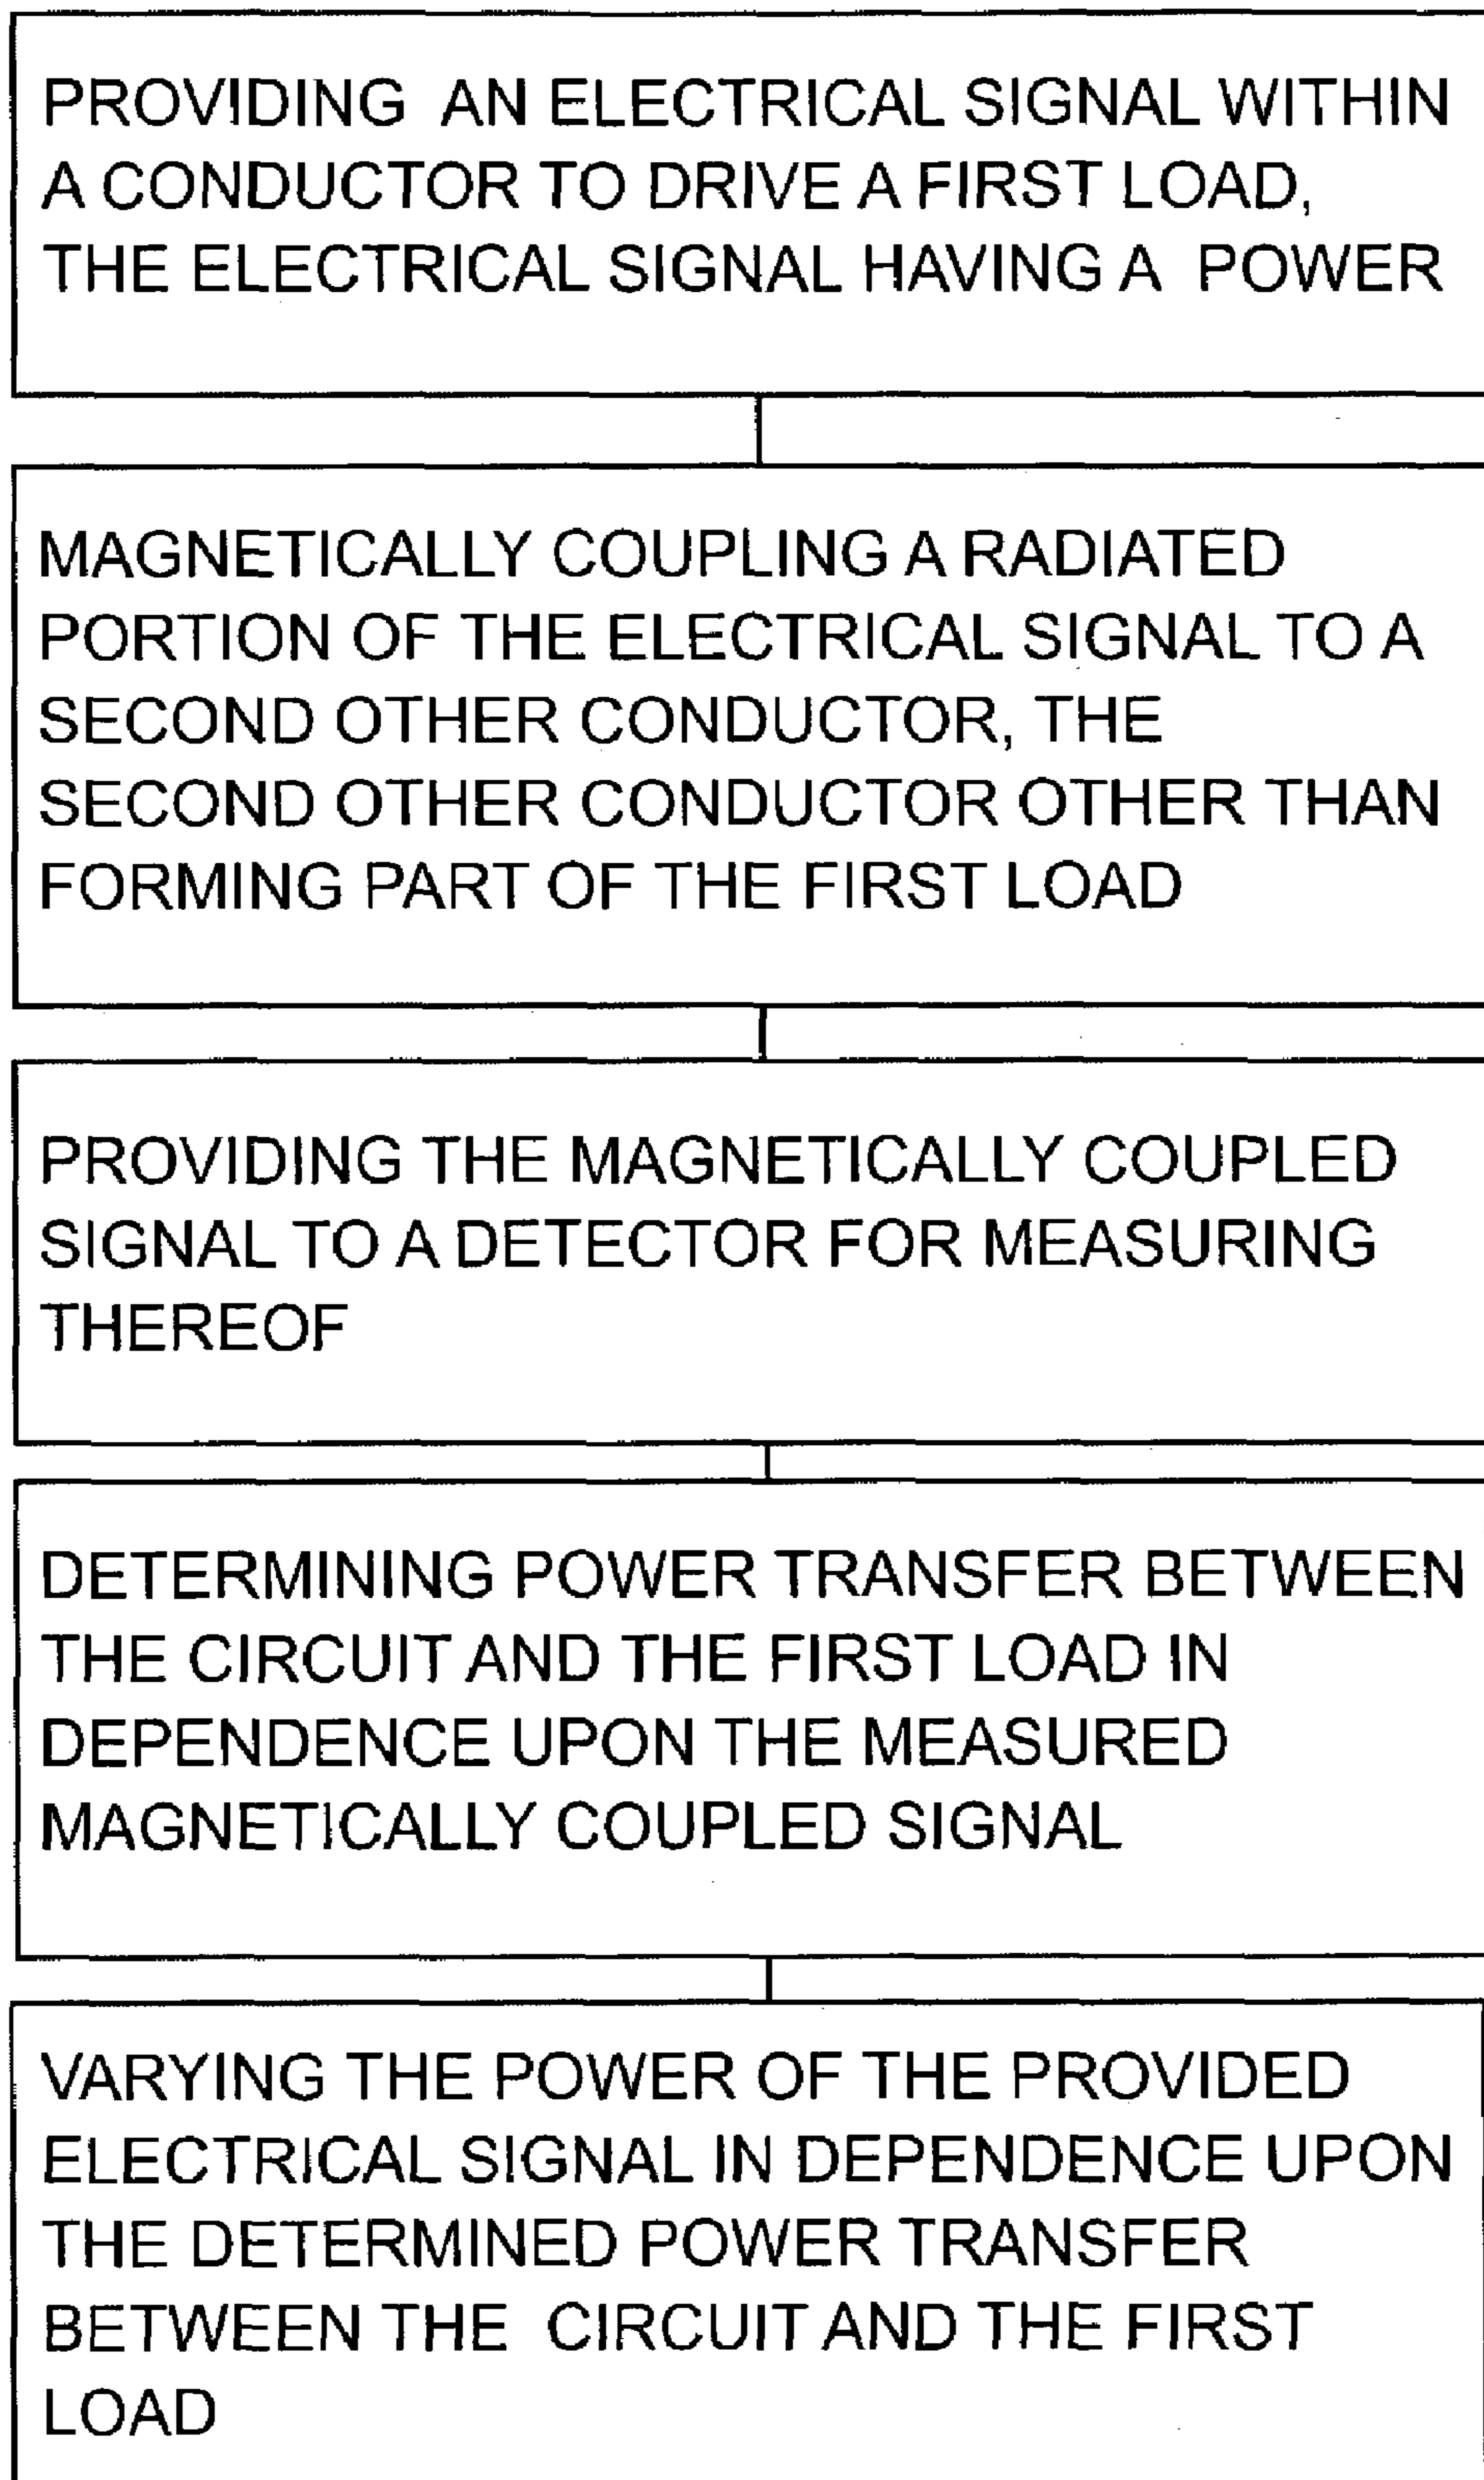 PROVIDING AN ELECTRICAL SIGNAL WITHIN
A CONDUCTOR TO DRIVE A FIRST LOAD,
THE ELECTRICAL SIGNAL HAVING A POWER
MAGNETICALLY COUPLING A RADIATED
PORTION OF THE ELECTRICAL SIGNAL TO A
SECOND OTHER CONDUCTOR, THE
SECOND OTHER CONDUCTOR OTHER THAN
FORMING PART OF THE FIRST LOAD
PROVIDING THE MAGNETICALLY COUPLED
SIGNAL TO A DETECTOR FOR MEASURING
THEREOF
DETERMINING POWER TRANSFER BETWEEN
THE CIRCUIT AND THE FIRST LOAD IN
DEPENDENCE UPON THE MEASURED
MAGNETICALLY COUPLED SIGNAL
VARYING THE POWER OF THE PROVIDED
ELECTRICAL SIGNAL IN DEPENDENCE UPON
THE DETERMINED POWER TRANSFER
BETWEEN THE CIRCUIT AND THE FIRST
LOAD